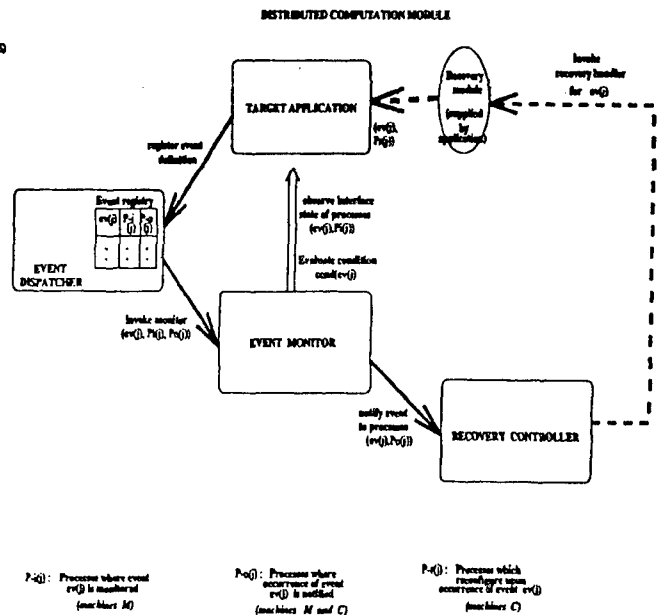 DISTRIBUTED COMPUTATION MODULE
Invoke
recovery handler
for ev(j)
Recovery
module
(supplied
by
application)
TARGET APPLICATION
(ev(j),
Pr(j))
register event
definition
Event registry
ev(j) P-i (j) P-o (j)
EVENT
DISPATCHER
observe interface
state of processes
(ev(j),Pi(j))
Evaluate condition
cond(ev(j)
Invoke monitor
(ev(j), Pi(j), Po(j))
EVENT MONITOR
notify event
to processes
(ev(j),Po(j))
RECOVERY CONTROLLER
P-i(j) : Processes where event
ev(j) is monitored
(machines M)
P-o(j) : Processes where
occurrence of event
ev(j) is notified
(machines M and C)
P-r(j) : Processes which
reconfigure upon
occurrence of event ev(j)
(machines C)